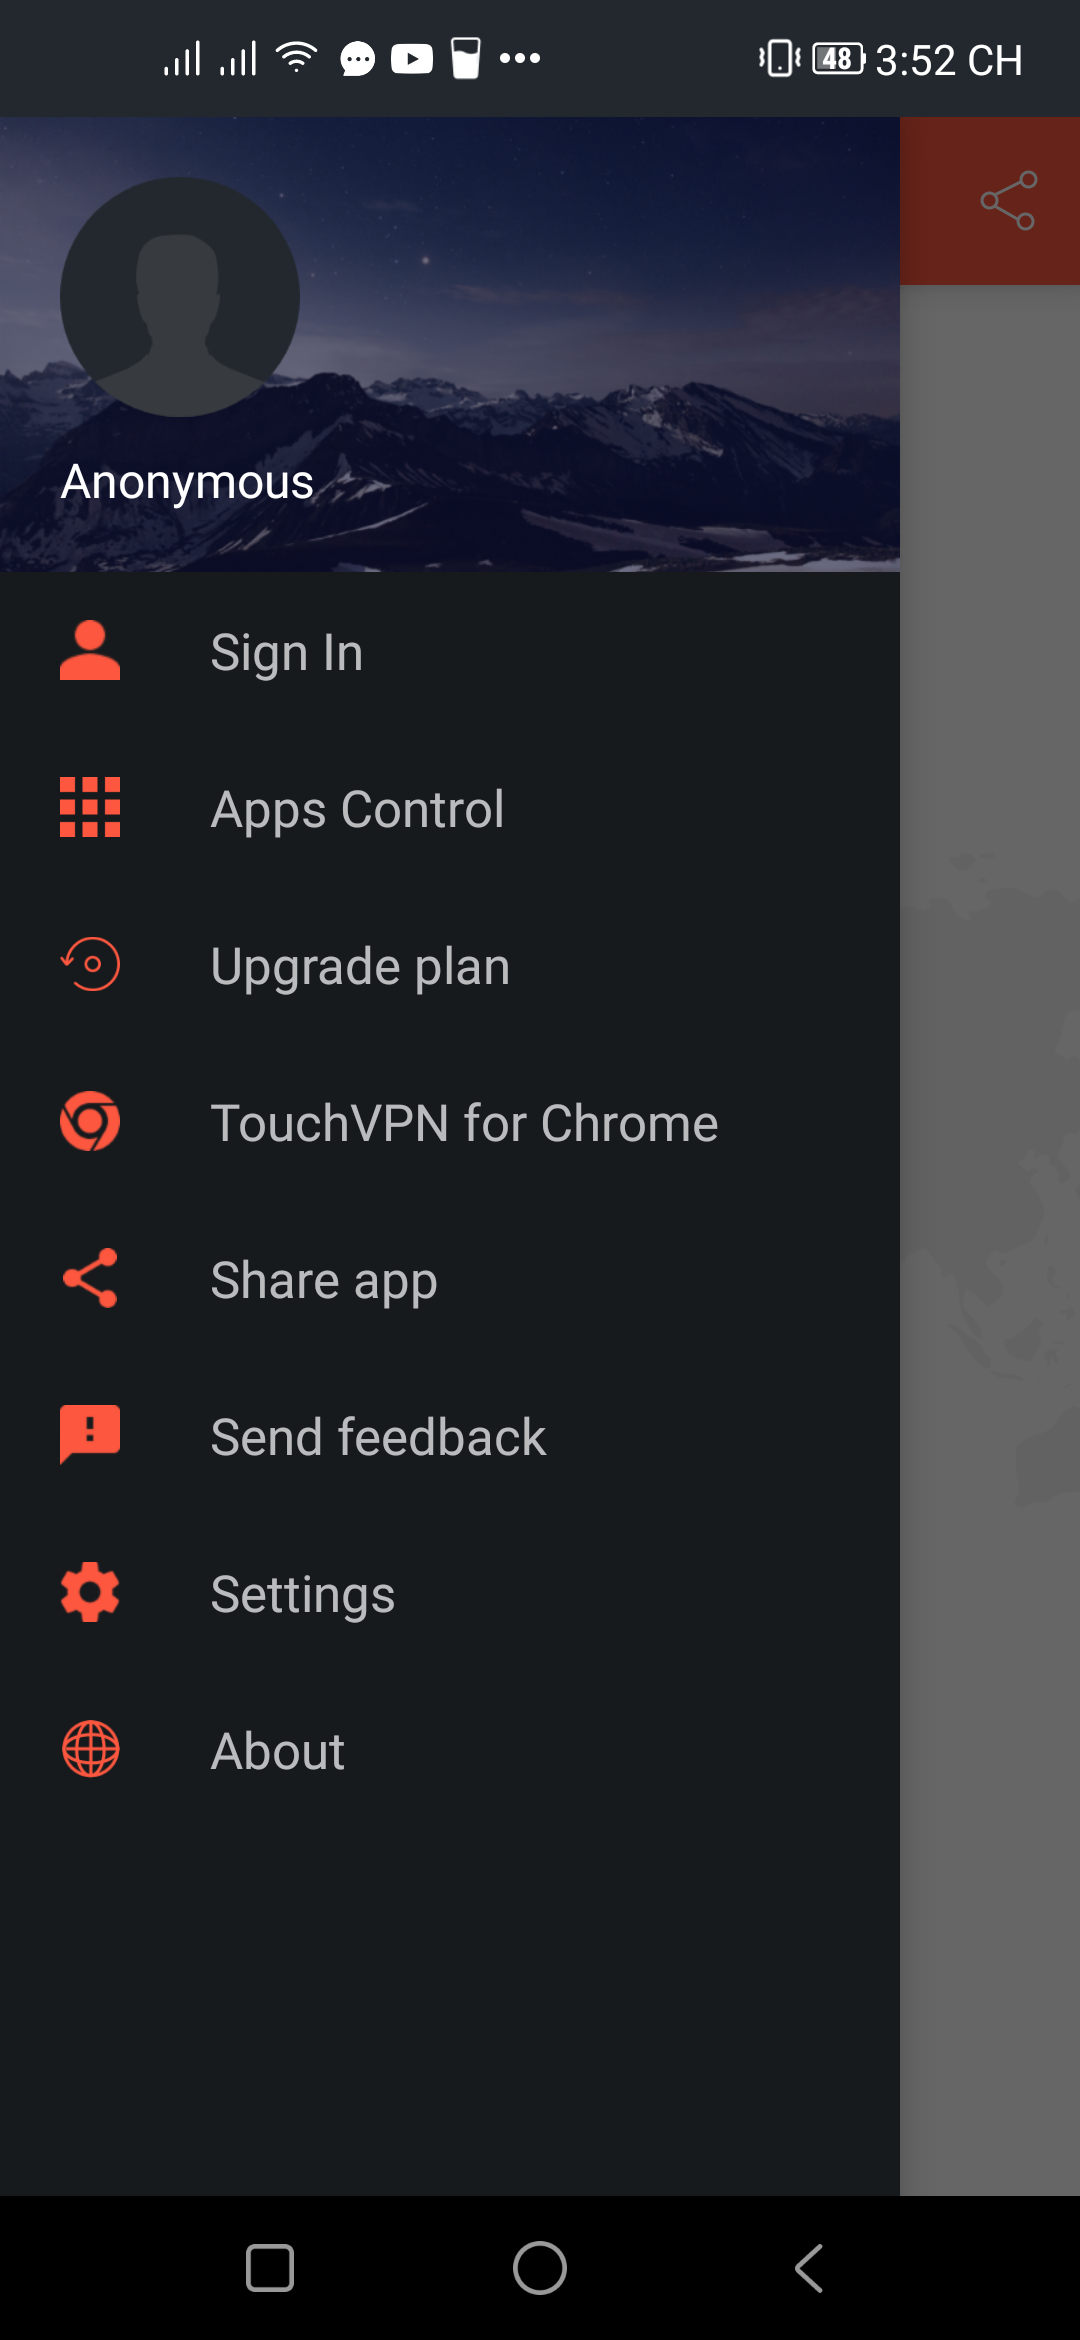 48 3:52 CH
Anonymous
Sign In
Apps Control
Upgrade plan
TouchVPN for Chrome
Share app
Send feedback
Settings
About